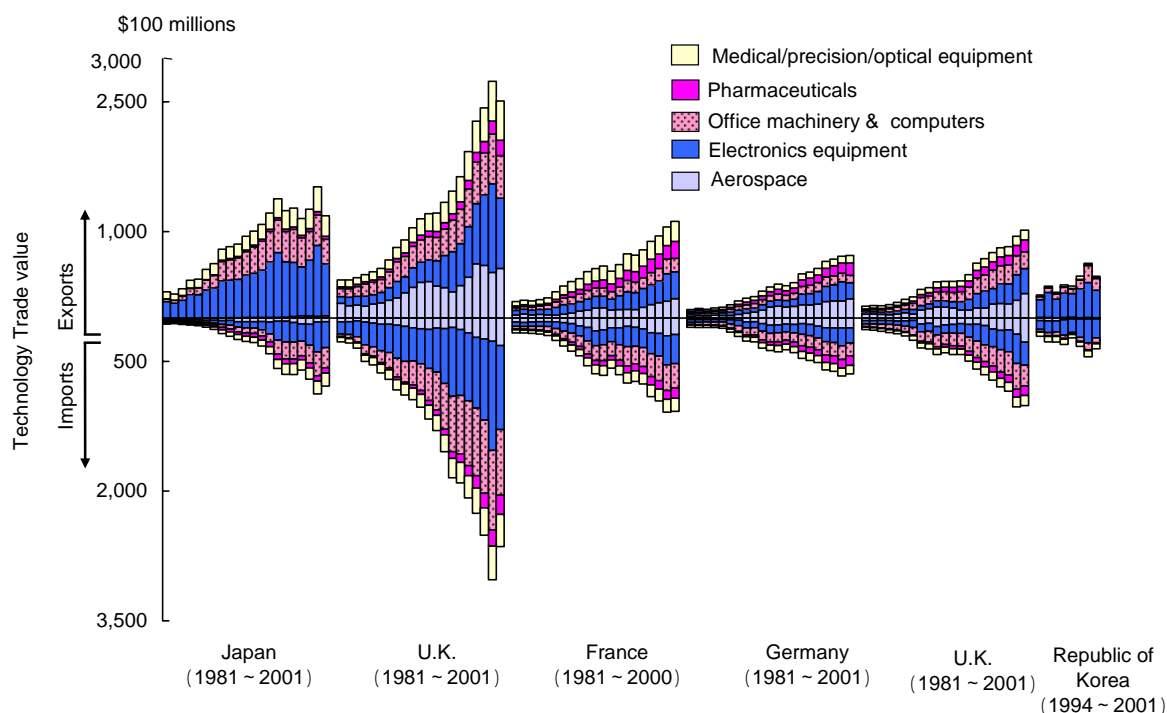 $100 millions
3,000
2,500
1,000
500
2,000
3,500
Technology Trade value
Exports
Imports
Medical/precision/optical equipment
Pharmaceuticals
Office machinery & computers
Electronics equipment
Aerospace
Japan
(1981 ~ 2001)
U.K.
(1981 ~ 2001)
France
(1981 ~ 2000)
Germany
(1981 ~ 2001)
U.K.
(1981 ~ 2001)
Republic of
Korea
(1994 ~ 2001)